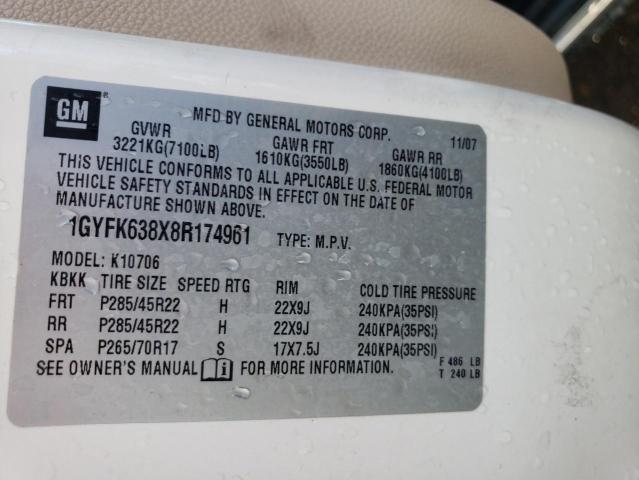 GM
MFD BY GENERAL MOTORS CORP. 11/07
GVWR GAWR FRT GAWR RR
3221KG(7100LB) 1610KG(3550LB) 1860KG(4100LB)
THIS VEHICLE CONFORMS TO ALL APPLICABLE U.S. FEDERAL MOTOR
VEHICLE SAFETY STANDARDS IN EFFECT ON THE DATE OF
MANUFACTURE SHOWN ABOVE.
1GYFK638X8R174961 TYPE: M.P.V.
MODEL: K10706
KBKK TIRE SIZE SPEED RTG RIM COLD TIRE PRESSURE
FRT P285/45R22 H 22X9J 240KPA(35PSI)
RR P285/45R22 H 22X9J 240KPA(35PSI)
SPA P265/70R17 S 17X7.5J 240KPA(35PSI)
SEE OWNER'S MANUAL i FOR MORE INFORMATION.
F 486 LB
T 240 LB